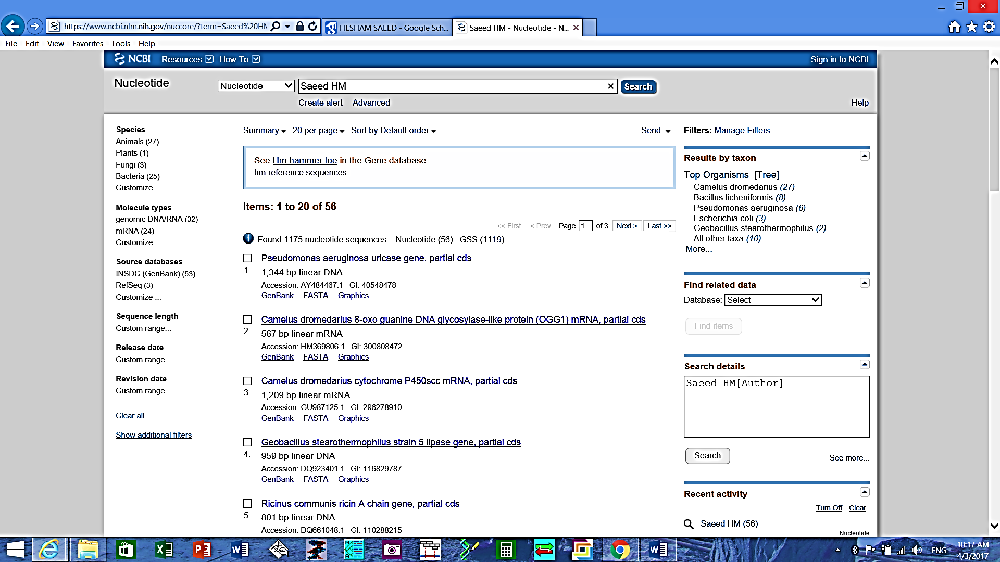 https://www.ncbi.nlm.nih.gov/nuccore/?term=Saeed%20HM
HESHAM SAEED - Google Sch...
Saeed HM - Nucleotide - N...
File Edit View Favorites Tools Help
NCBI Resources How To Sign in to NCBI
Nucleotide
Nucleotide Saeed HM Search
Create alert Advanced Help
Species
Animals (27)
Plants (1)
Fungi (3)
Bacteria (25)
Customize ...
Molecule types
genomic DNA/RNA (32)
mRNA (24)
Customize ...
Source databases
INSDC (GenBank) (53)
RefSeq (3)
Customize ...
Sequence length
Custom range...
Release date
Custom range...
Revision date
Custom range...
Clear all
Show additional filters
Summary 20 per page Sort by Default order Send:
See Hm hammer toe in the Gene database
hm reference sequences
Items: 1 to 20 of 56
<< First < Prev Page 1 of 3 Next > Last >>
Found 1175 nucleotide sequences. Nucleotide (56) GSS (1119)
Pseudomonas aeruginosa uricase gene, partial cds
1. 1,344 bp linear DNA
Accession: AY484467.1 GI: 40548478
GenBank FASTA Graphics
Camelus dromedarius 8-oxo guanine DNA glycosylase-like protein (OGG1) mRNA, partial cds
2. 567 bp linear mRNA
Accession: HM369806.1 GI: 300808472
GenBank FASTA Graphics
Camelus dromedarius cytochrome P450scc mRNA, partial cds
3. 1,209 bp linear mRNA
Accession: GU987125.1 GI: 296278910
GenBank FASTA Graphics
Geobacillus stearothermophilus strain 5 lipase gene, partial cds
4. 959 bp linear DNA
Accession: DQ923401.1 GI: 116829787
GenBank FASTA Graphics
Ricinus communis ricin A chain gene, partial cds
5. 801 bp linear DNA
Accession: DQ661048.1 GI: 110288215
Filters: Manage Filters
Results by taxon
Top Organisms [Tree]
Camelus dromedarius (27)
Bacillus licheniformis (8)
Pseudomonas aeruginosa (6)
Escherichia coli (3)
Geobacillus stearothermophilus (2)
All other taxa (10)
More...
Find related data
Database: Select
Find items
Search details
Saeed HM[Author]
Search See more...
Recent activity
Turn Off Clear
Saeed HM (56)
Nucleotide
ENG
10:17 AM
4/3/2017